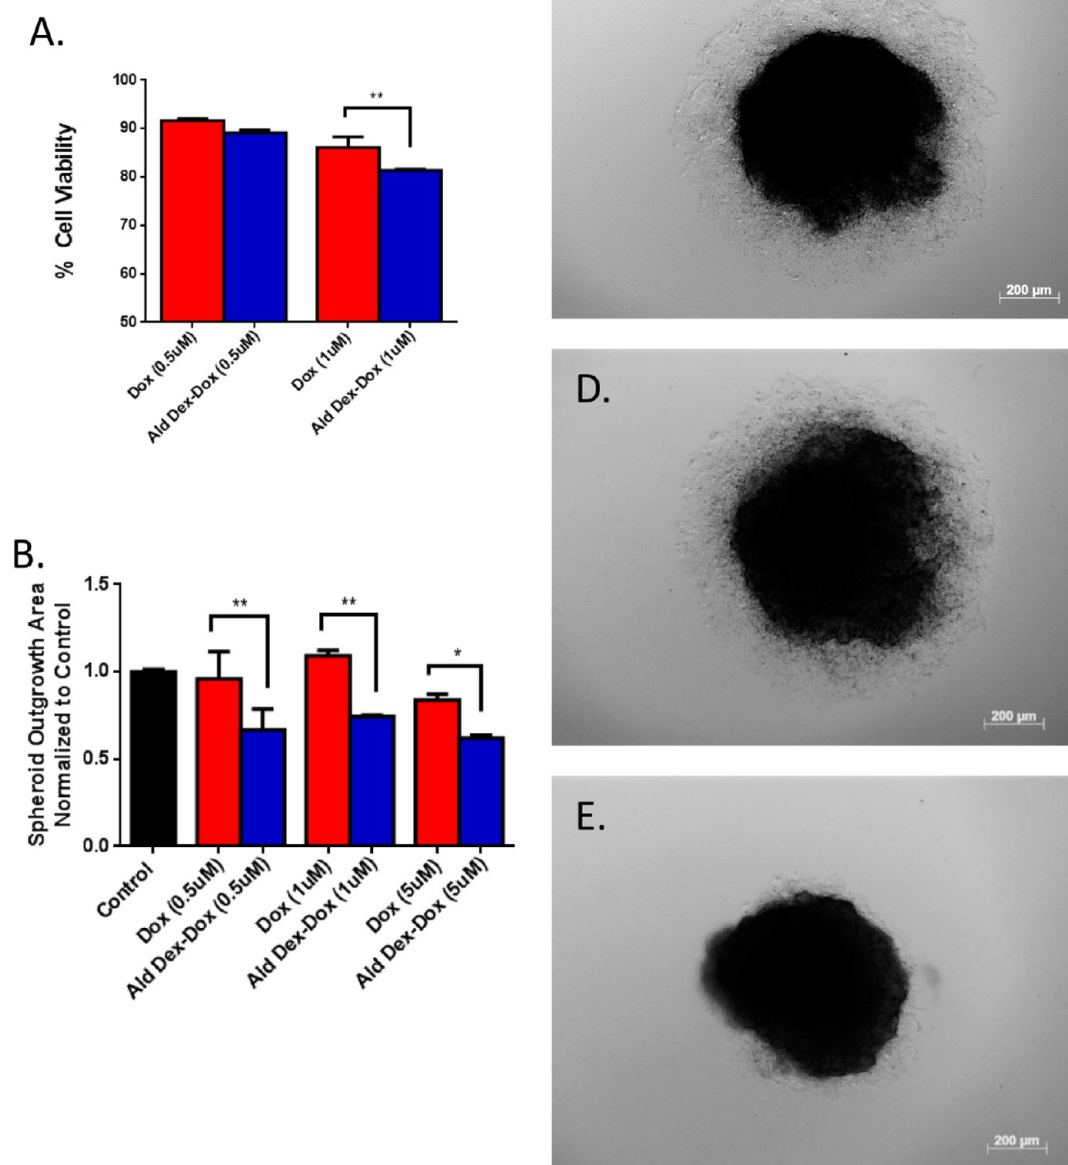 A.
% Cell Viability
100
90
80
70
60
50
**
Dox (0.5uM)
Ald Dex-Dox (0.5uM)
Dox (1uM)
Ald Dex-Dox (1uM)
200 µm
B.
Spheroid Outgrowth Area
Normalized to Control
1.5
1.0
0.5
0.0
**
**
*
Control
Dox (0.5uM)
Ald Dex-Dox (0.5uM)
Dox (1uM)
Ald Dex-Dox (1uM)
Dox (5uM)
Ald Dex-Dox (5uM)
D.
200 µm
E.
200 µm